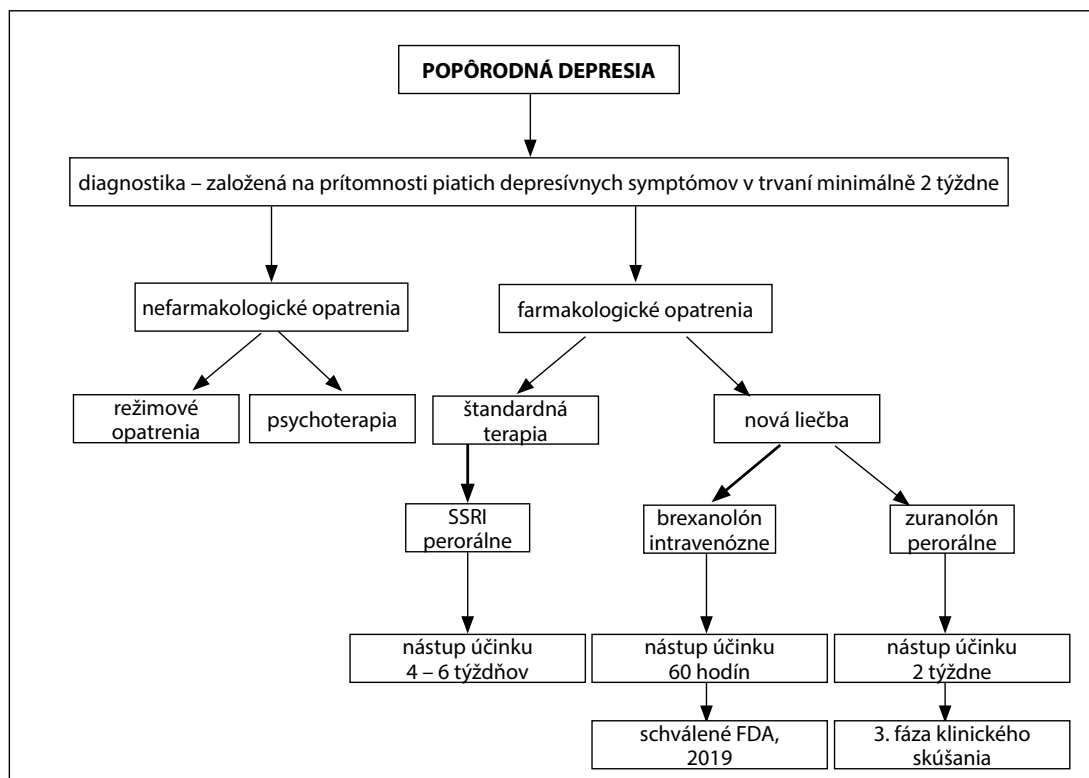 POPÔRODNÁ DEPRESIA
diagnostika – založená na prítomnosti piatich depresívnych symptómov v trvaní minimálně 2 týždne
nefarmakologické opatrenia
farmakologické opatrenia
režimové
opatrenia
psychoterapia
štandardná
terapia
nová liečba
SSRI
perorálne
brexanolón
intravenózne
zuranolón
perorálne
nástup účinku
4 – 6 týždňov
nástup účinku
60 hodín
nástup účinku
2 týždne
schválené FDA,
2019
3. fáza klinického
skúšania